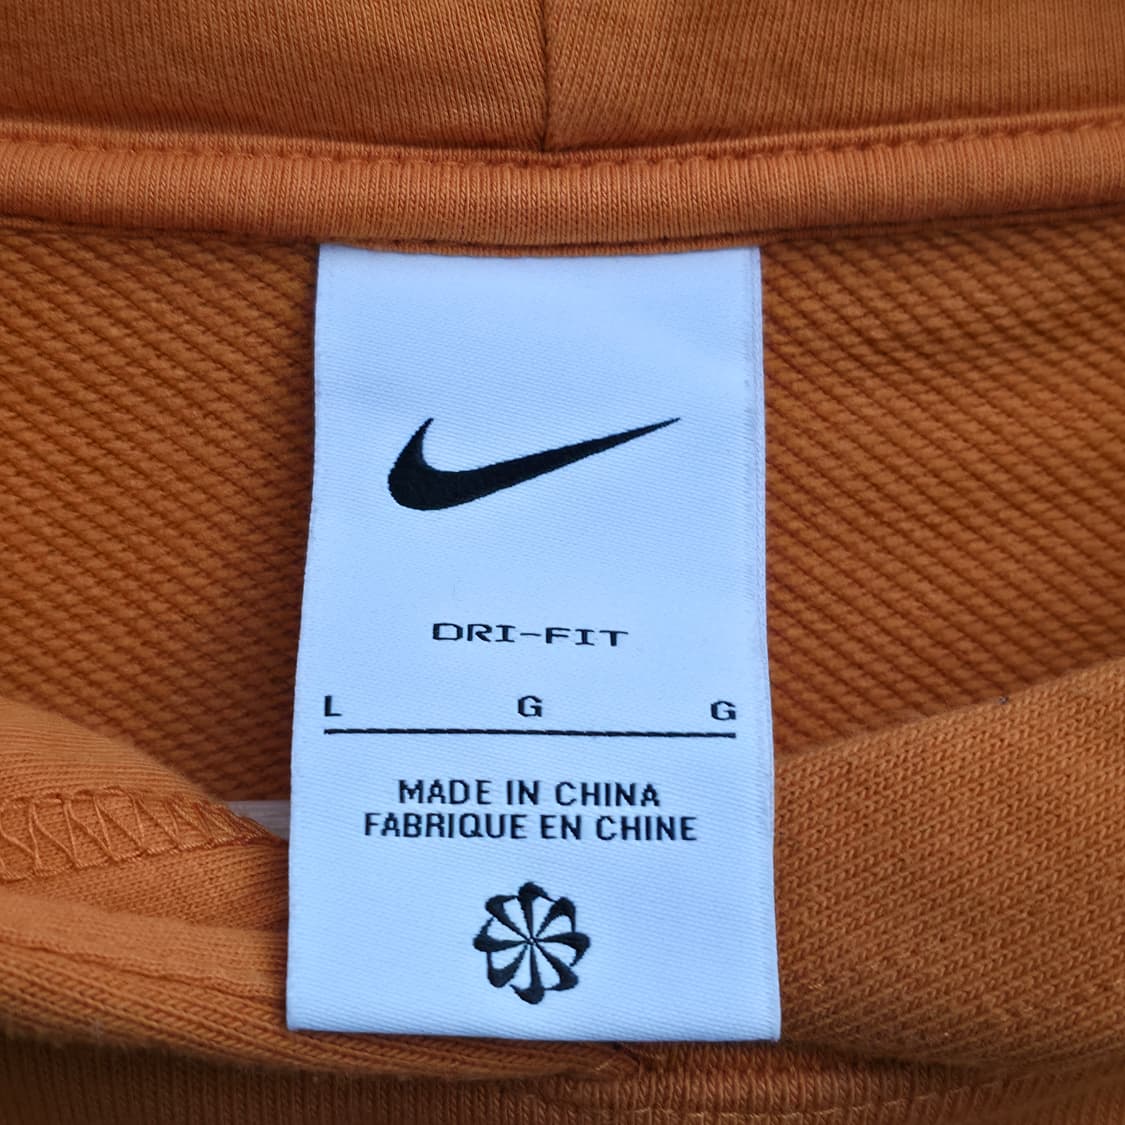 DRI-FIT
L G G
MADE IN CHINA
FABRIQUE EN CHINE